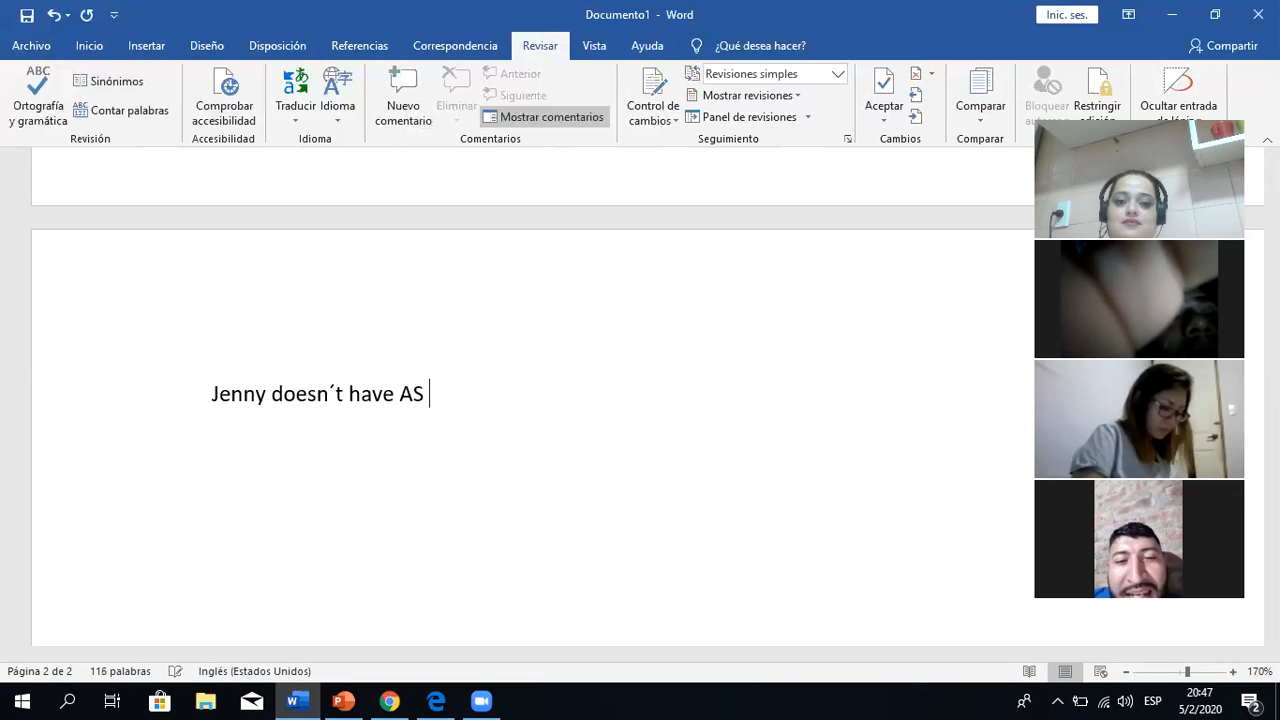 Documento1 - Word
Inic. ses.
Archivo Inicio Insertar Diseño Disposición Referencias Correspondencia Revisar Vista Ayuda ¿Qué desea hacer? Compartir
ABC
Ortografía
y gramática
Sinónimos
Contar palabras
Revisión
Comprobar
accesibilidad
Accesibilidad
Traducir
Idioma
Idioma
Nuevo
comentario
Eliminar
Anterior
Siguiente
Mostrar comentarios
Comentarios
Control de
cambios
Revisiones simples
Mostrar revisiones
Panel de revisiones
Seguimiento
Aceptar
Cambios
Comparar
Comparar
Bloquear
Restringir
Ocultar entrada
Jenny doesn´t have AS
Página 2 de 2 116 palabras Inglés (Estados Unidos) 170%
ESP
20:47
5/2/2020
2